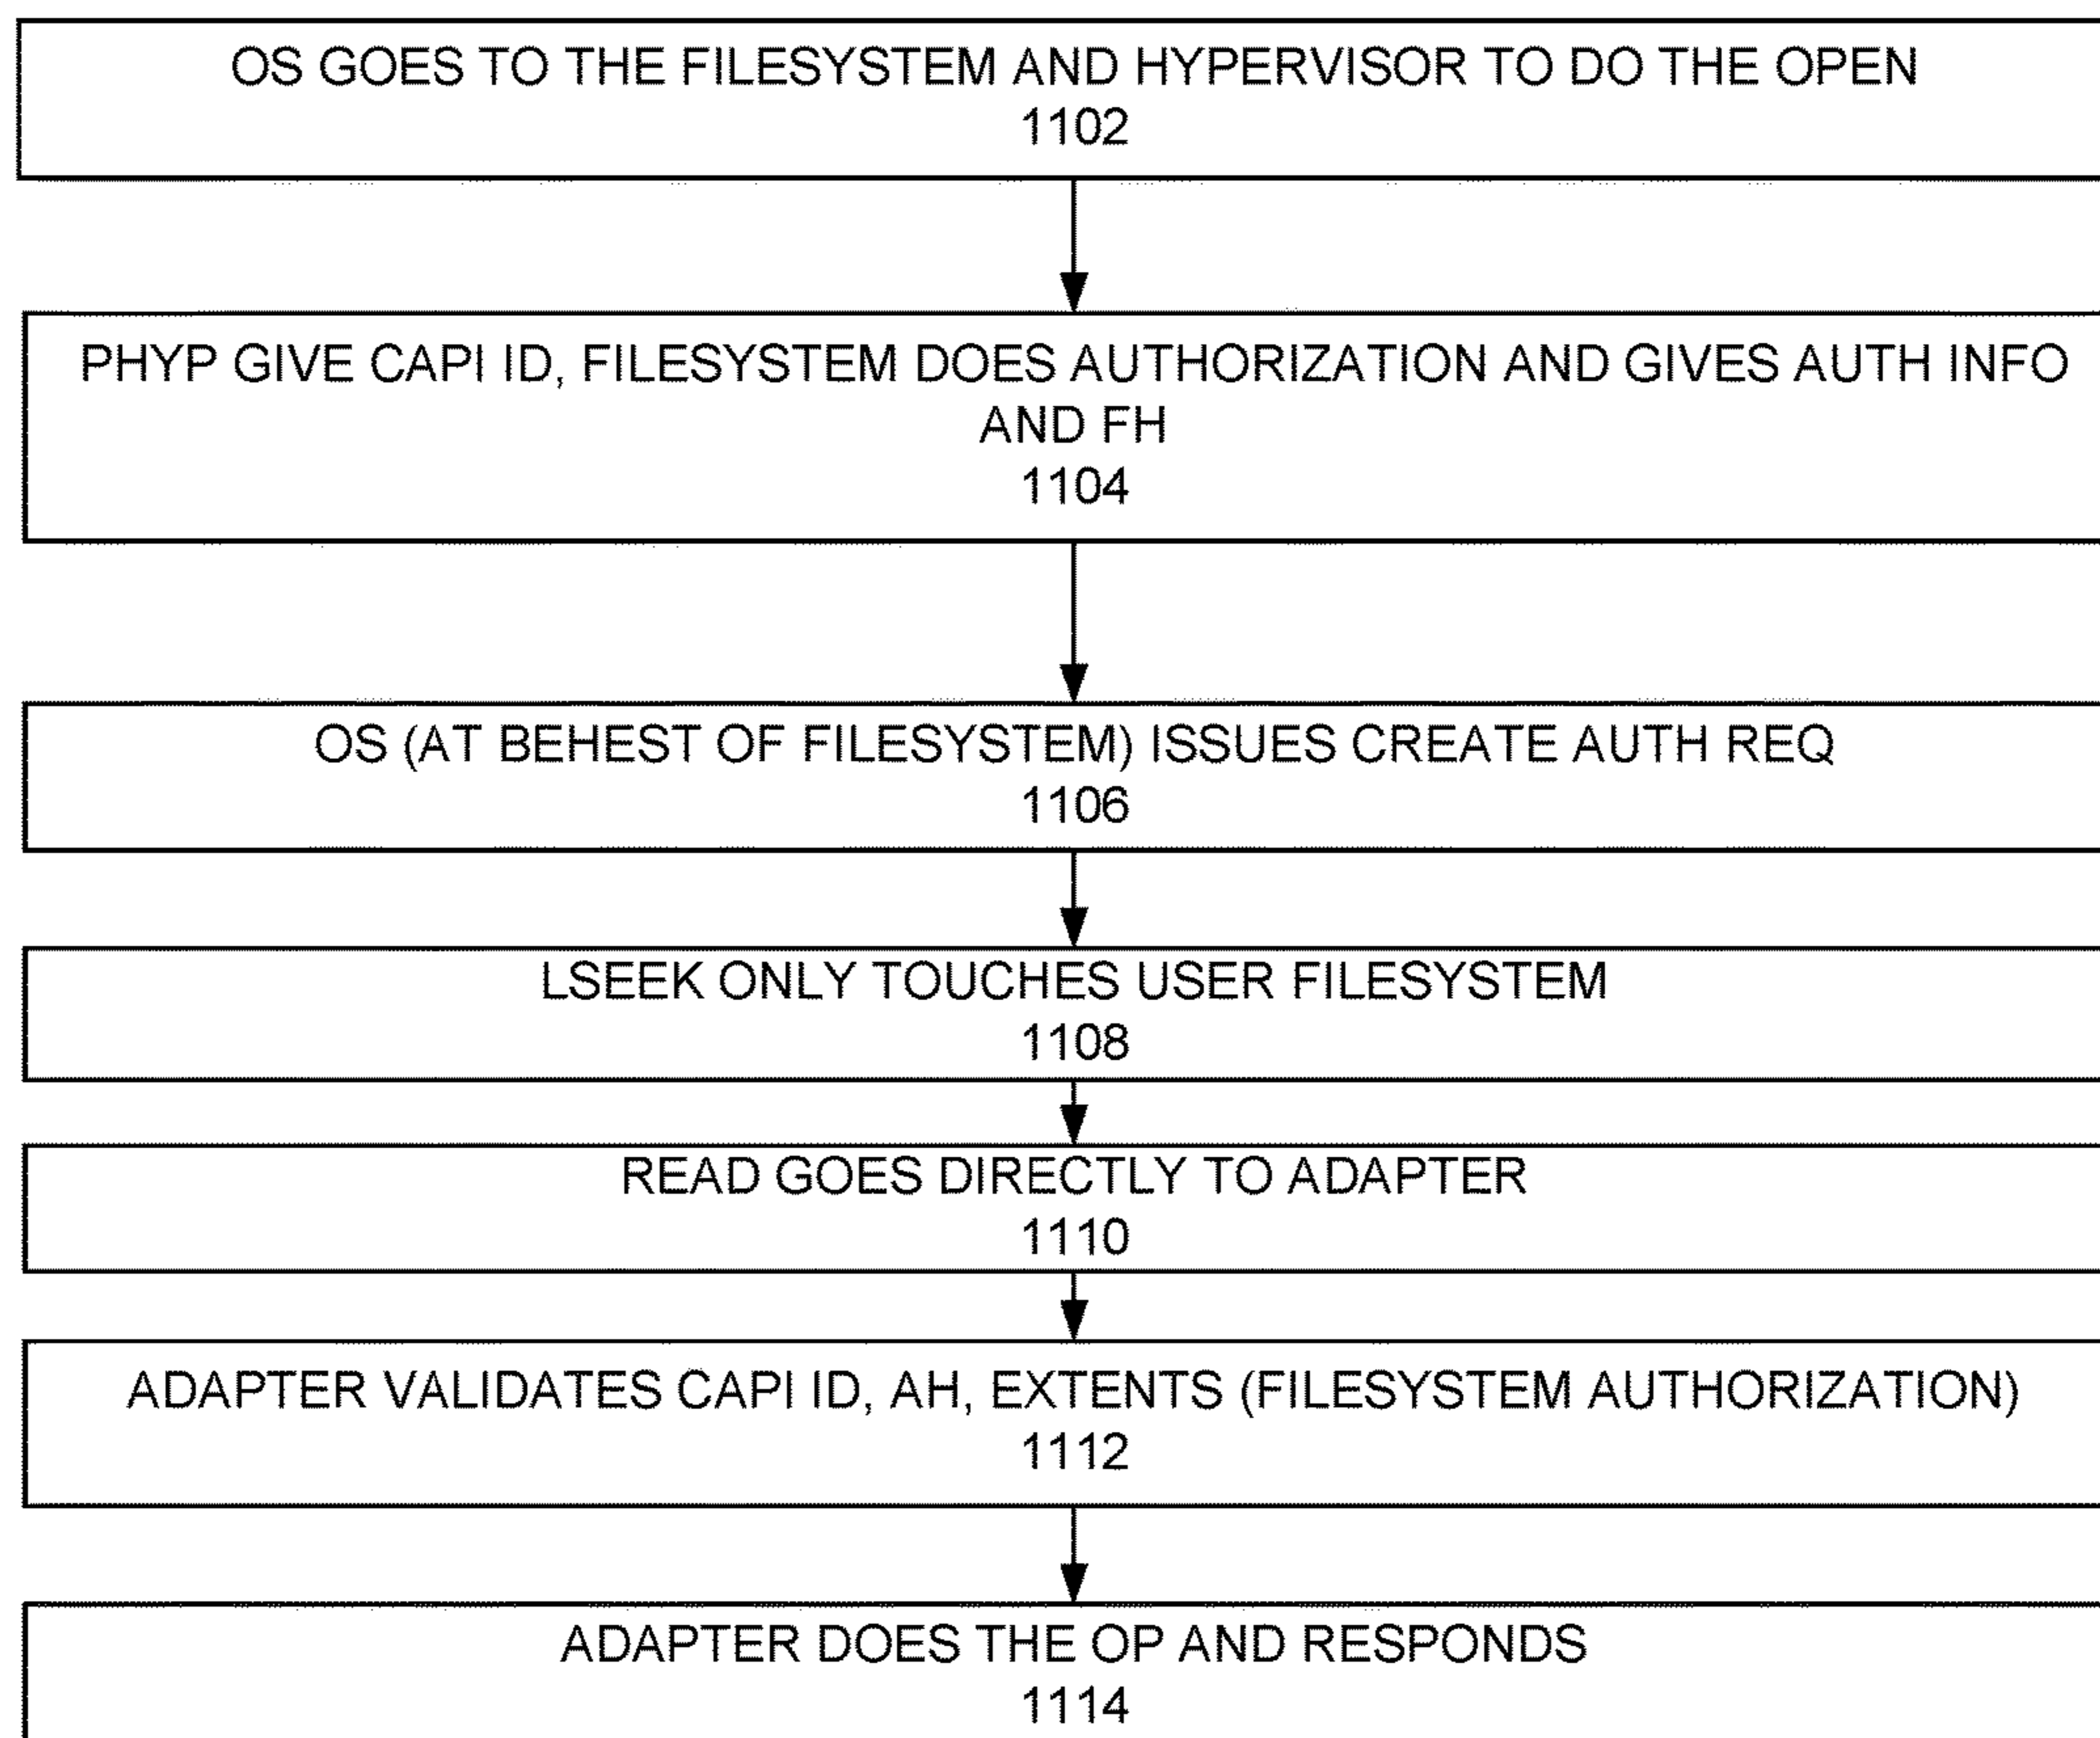 OS GOES TO THE FILESYSTEM AND HYPERVISOR TO DO THE OPEN
1102
PHYP GIVE CAPI ID, FILESYSTEM DOES AUTHORIZATION AND GIVES AUTH INFO
AND FH
1104
OS (AT BEHEST OF FILESYSTEM) ISSUES CREATE AUTH REQ
1106
LSEEK ONLY TOUCHES USER FILESYSTEM
1108
READ GOES DIRECTLY TO ADAPTER
1110
ADAPTER VALIDATES CAPI ID, AH, EXTENTS (FILESYSTEM AUTHORIZATION)
1112
ADAPTER DOES THE OP AND RESPONDS
1114